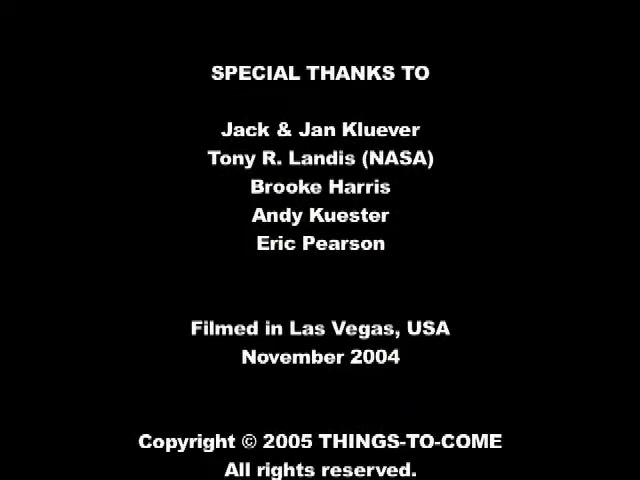 SPECIAL THANKS TO
Jack & Jan Kluever
Tony R. Landis (NASA)
Brooke Harris
Andy Kuester
Eric Pearson
Filmed in Las Vegas, USA
November 2004
Copyright © 2005 THINGS-TO-COME
All rights reserved.